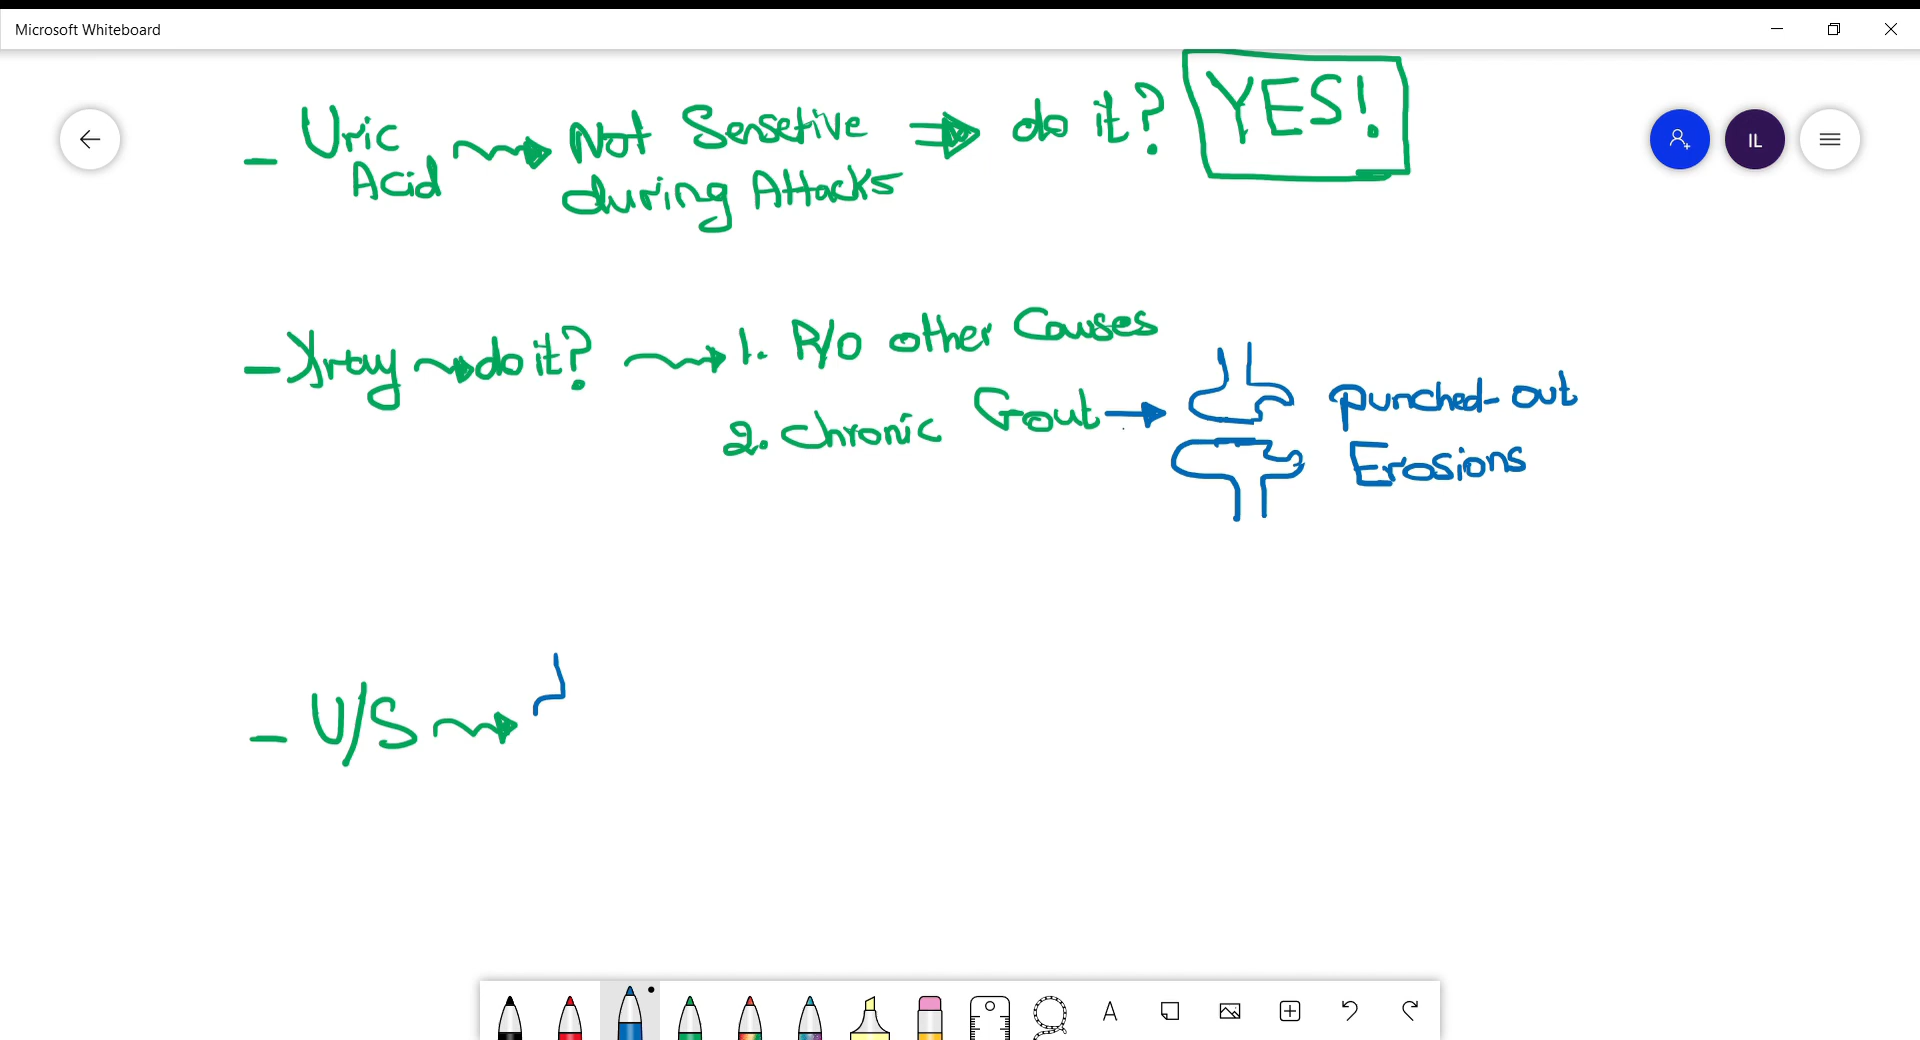 Microsoft Whiteboard
- Uric Acid → Not Sensetive during Attacks ⇒ do it? YES!
IL
- Xray → do it? → 1. R/o other Causes
2. chronic Gout → punched-out Erosions
- U/S →
A